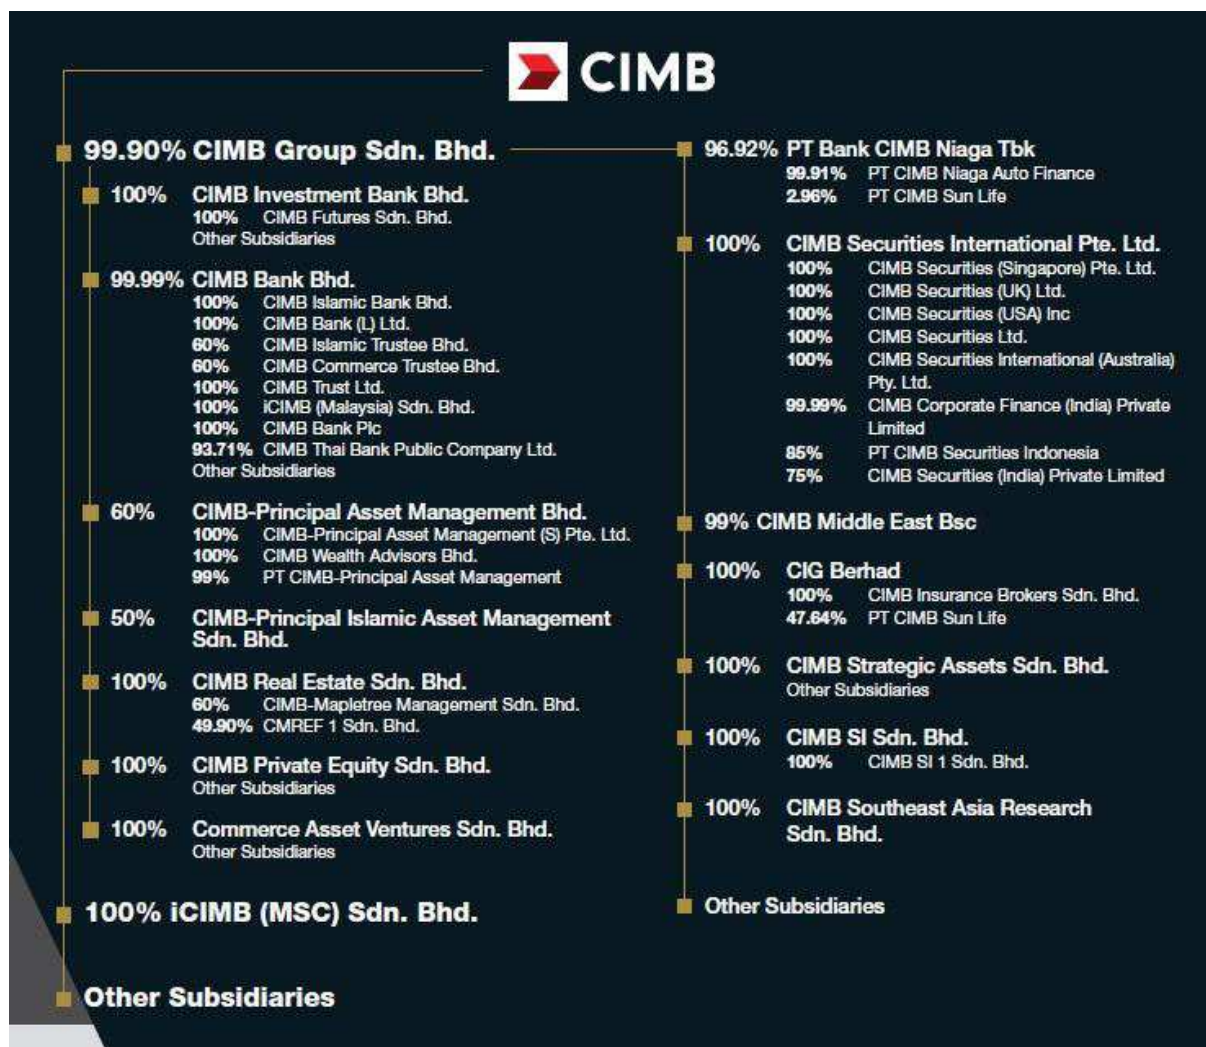 CIMB
99.90% CIMB Group Sdn. Bhd.
100% CIMB Investment Bank Bhd.
100% CIMB Futures Sdn. Bhd.
Other Subsidiaries
99.99% CIMB Bank Bhd.
100% CIMB Islamic Bank Bhd.
100% CIMB Bank (L) Ltd.
60% CIMB Islamic Trustee Bhd.
60% CIMB Commerce Trustee Bhd.
100% CIMB Trust Ltd.
100% iCIMB (Malaysia) Sdn. Bhd.
100% CIMB Bank Plc
93.71% CIMB Thai Bank Public Company Ltd.
Other Subsidiaries
60% CIMB-Principal Asset Management Bhd.
100% CIMB-Principal Asset Management (S) Pte. Ltd.
100% CIMB Wealth Advisors Bhd.
99% PT CIMB-Principal Asset Management
50% CIMB-Principal Islamic Asset Management
Sdn. Bhd.
100% CIMB Real Estate Sdn. Bhd.
60% CIMB-Mapletree Management Sdn. Bhd.
49.90% CMREF 1 Sdn. Bhd.
100% CIMB Private Equity Sdn. Bhd.
Other Subsidiaries
100% Commerce Asset Ventures Sdn. Bhd.
Other Subsidiaries
100% iCIMB (MSC) Sdn. Bhd.
Other Subsidiaries
96.92% PT Bank CIMB Niaga Tbk
99.91% PT CIMB Niaga Auto Finance
2.96% PT CIMB Sun Life
100% CIMB Securities International Pte. Ltd.
100% CIMB Securities (Singapore) Pte. Ltd.
100% CIMB Securities (UK) Ltd.
100% CIMB Securities (USA) Inc
100% CIMB Securities Ltd.
100% CIMB Securities International (Australia)
Pty. Ltd.
99.99% CIMB Corporate Finance (India) Private
Limited
85% PT CIMB Securities Indonesia
75% CIMB Securities (India) Private Limited
99% CIMB Middle East Bsc
100% CIG Berhad
100% CIMB Insurance Brokers Sdn. Bhd.
47.64% PT CIMB Sun Life
100% CIMB Strategic Assets Sdn. Bhd.
Other Subsidiaries
100% CIMB SI Sdn. Bhd.
100% CIMB SI 1 Sdn. Bhd.
100% CIMB Southeast Asia Research
Sdn. Bhd.
Other Subsidiaries